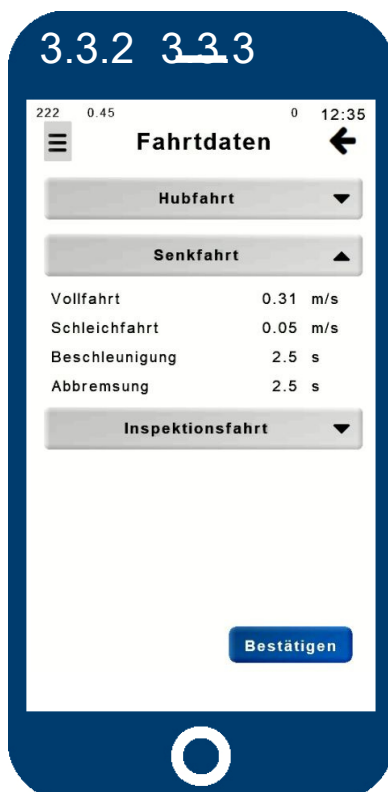 3.3.2 3.3.3
222 0.45 0 12:35
Fahrtdaten
Hubfahrt
Senkfahrt
Vollfahrt 0.31 m/s
Schleichfahrt 0.05 m/s
Beschleunigung 2.5 s
Abbremsung 2.5 s
Inspektionsfahrt
Bestätigen